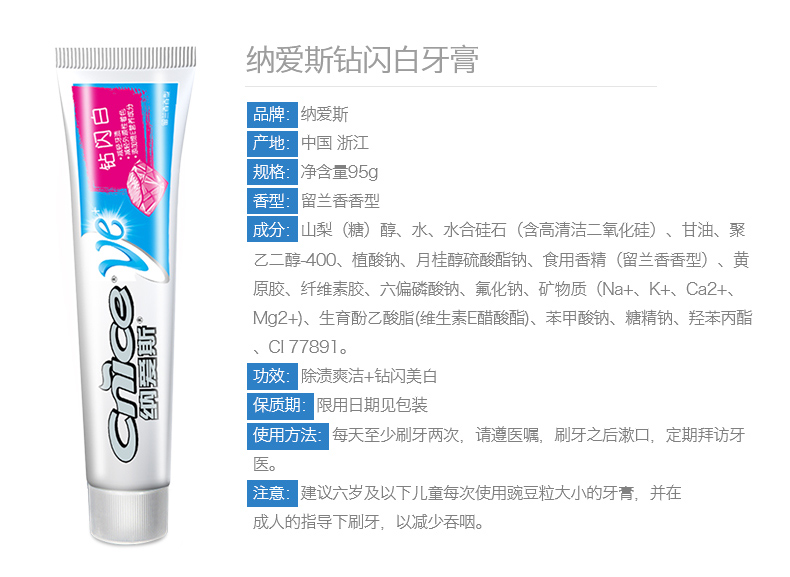 纳爱斯钻闪白牙膏
品牌：纳爱斯
产地：中国 浙江
规格：净含量95g
香型：留兰香香型
成分：山梨（糖）醇、水、水合硅石（含高清洁二氧化硅）、甘油、聚
乙二醇-400、植酸钠、月桂醇硫酸酯钠、食用香精（留兰香香型）、黄
原胶、纤维素胶、六偏磷酸钠、氟化钠、矿物质（Na+、K+、Ca2+、
Mg2+)、生育酚乙酸脂(维生素E醋酸酯)、苯甲酸钠、糖精钠、羟苯丙酯
、CI 77891。
功效：除渍爽洁+钻闪美白
保质期：限用日期见包装
使用方法：每天至少刷牙两次，请遵医嘱，刷牙之后漱口，定期拜访牙
医。
注意：建议六岁及以下儿童每次使用豌豆粒大小的牙膏，并在
成人的指导下刷牙，以减少吞咽。
钻闪白
留兰香香型
Ve+
cnice®
纳爱斯®